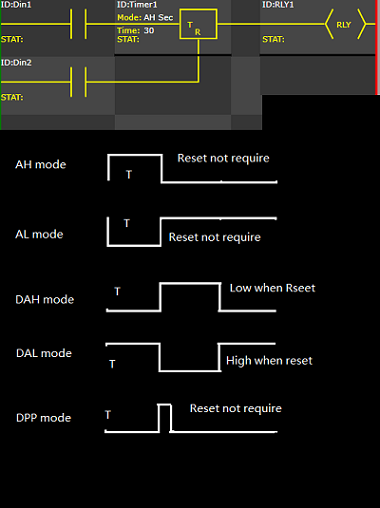 ID:Din1 ID:Timer1 ID:RLY1
Mode: AH Sec T
Time: 30 R RLY
STAT: STAT: STAT:
ID:Din2
STAT:
AH mode T Reset not require
AL mode T Reset not require
DAH mode T Low when Rseet
DAL mode T High when reset
DPP mode T Reset not require